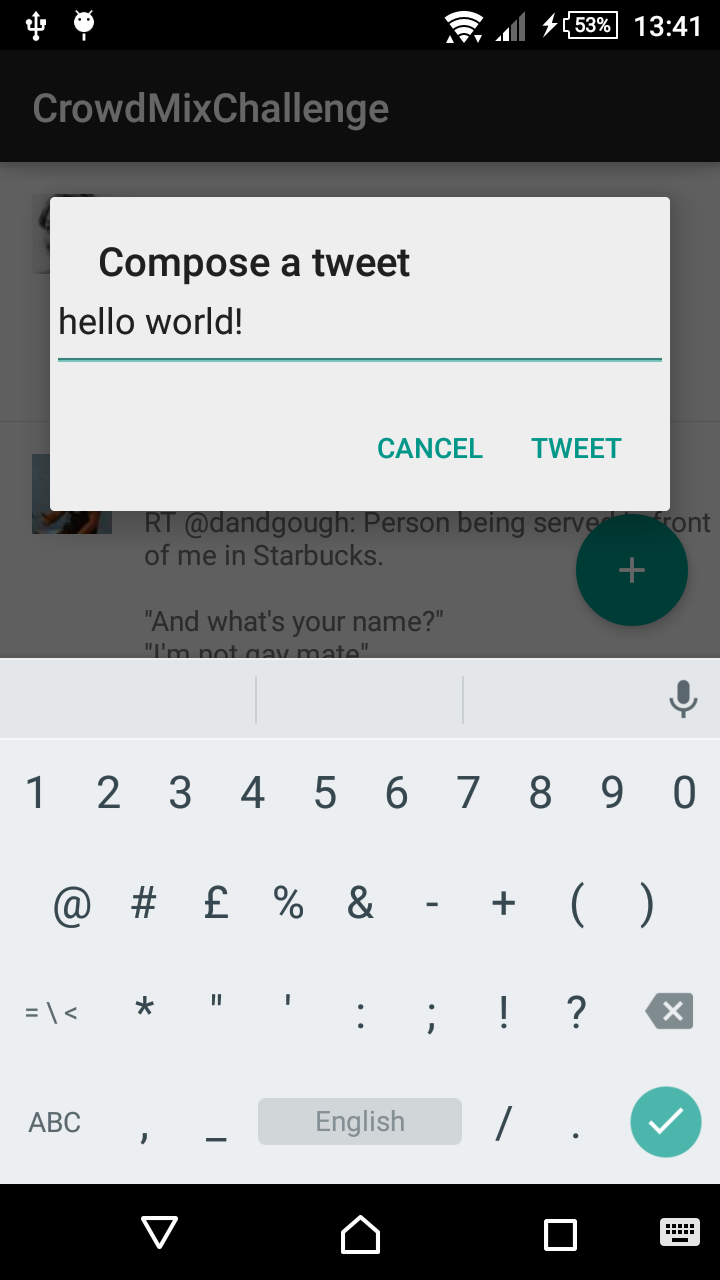 53% 13:41
CrowdMixChallenge
Compose a tweet
hello world!
CANCEL TWEET
RT @dandgough: Person being served front
of me in Starbucks.
"And what's your name?"
"I'm not gay mate"
+
1 2 3 4 5 6 7 8 9 0
@ # £ % & - + ( )
= \ < * " ' : ; ! ?
ABC , _ English / .